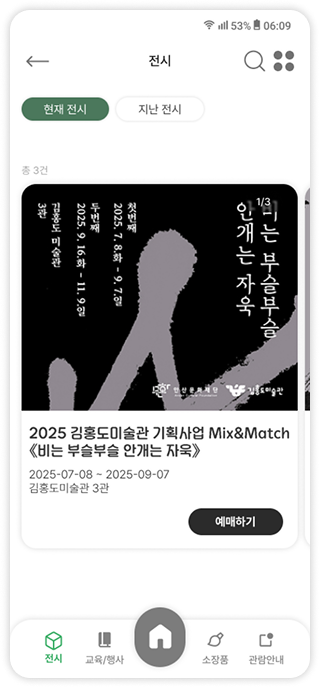 53% 06:09
전시
현재 전시
지난 전시
총 3건
1/3
비는 부슬부슬
안개는 자욱
첫번째
2025. 7. 8.화 - 9. 7.일
두번째
2025. 9. 16.화 - 11. 9.일
김홍도 미술관
3관
안산문화재단
김홍도미술관
2025 김홍도미술관 기획사업 Mix&Match
《비는 부슬부슬 안개는 자욱》
2025-07-08 ~ 2025-09-07
김홍도미술관 3관
예매하기
전시
교육/행사
소장품
관람안내